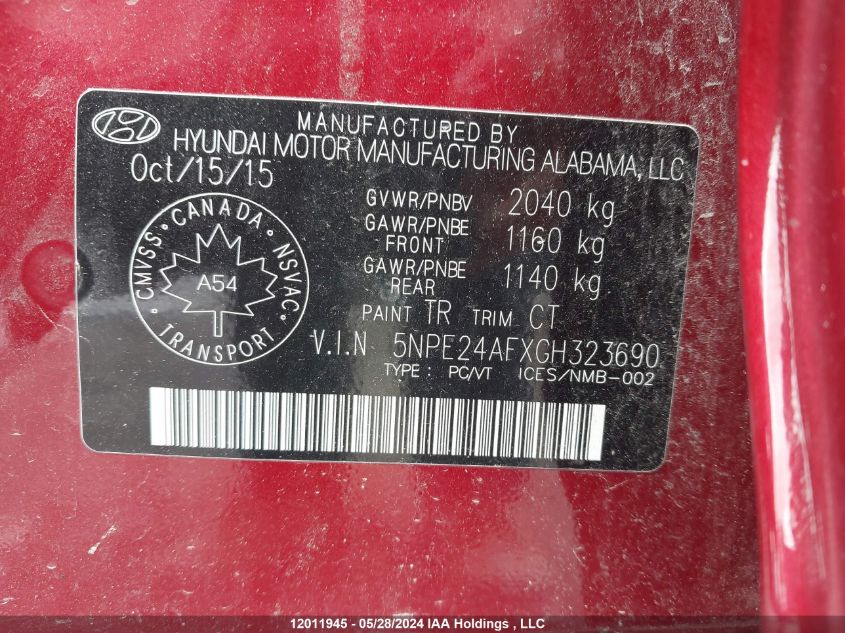 MANUFACTURED BY
HYUNDAI MOTOR MANUFACTURING ALABAMA, LLC
Oct/15/15
GVWR/PNBV 2040 kg
GAWR/PNBE FRONT 1160 kg
GAWR/PNBE REAR 1140 kg
PAINT TR TRIM CT
CANADA
CMVSS NSVAC
A54
TRANSPORT
V.I.N 5NPE24AFXGH323690
TYPE: PC/VT ICES/NMB-002
12011945 - 05/28/2024 IAA Holdings , LLC